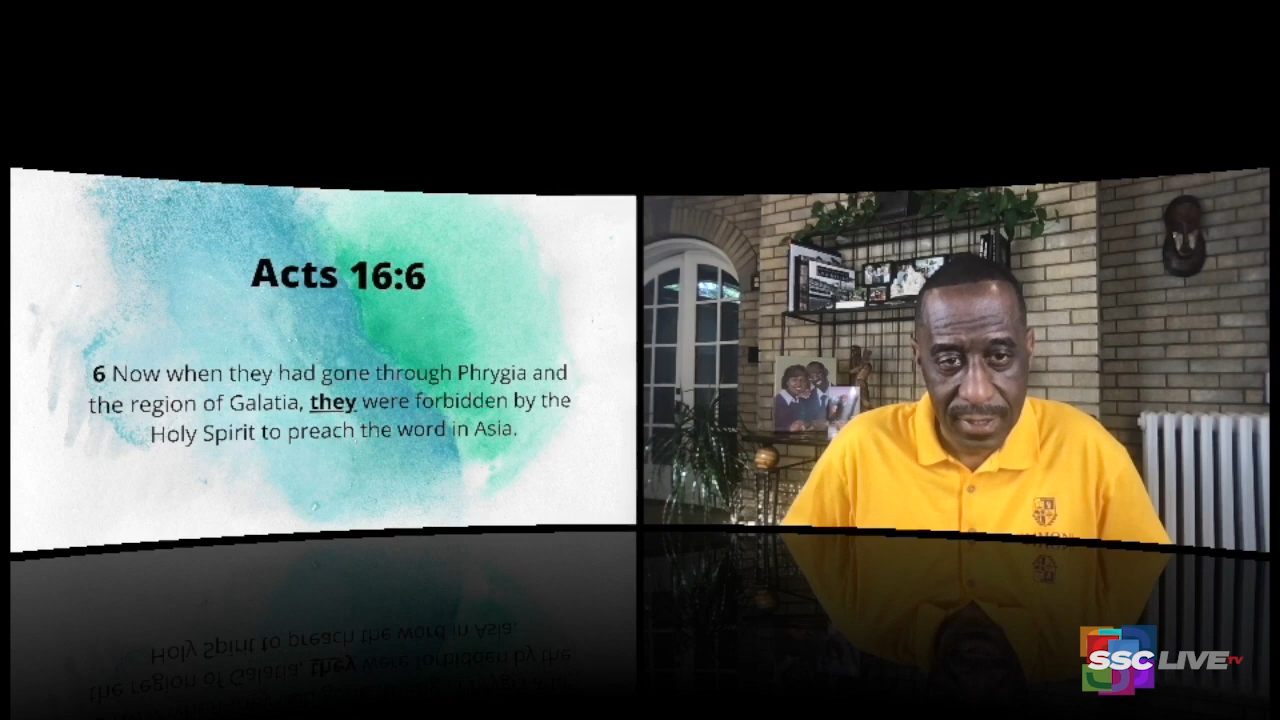 Acts 16:6
6 Now when they had gone through Phrygia and
the region of Galatia, they were forbidden by the
Holy Spirit to preach the word in Asia.
SSC LIVE TV